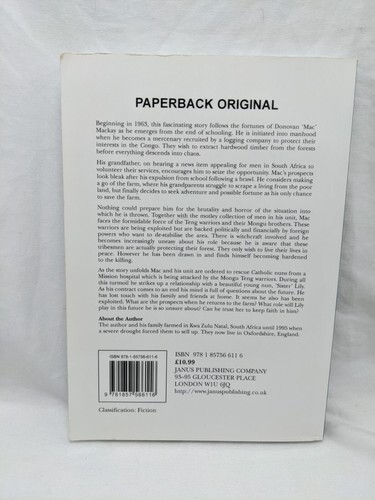 PAPERBACK ORIGINAL
Beginning in 1963, this fascinating story follows the fortunes of Donovan 'Mac'
Mackay as he emerges from the end of schooling. He is initiated into manhood
when he becomes a mercenary recruited by a logging company to protect their
interests in the Congo. They wish to extract hardwood timber from the forests
before everything descends into chaos.
His grandfather, on hearing a news item appealing for men in South Africa to
volunteer their services, encourages him to seize the opportunity. Mac's prospects
look bleak after his expulsion from school following a brawl. He considers making
a go of the farm, where his grandparents struggle to scrape a living from the poor
land, but finally decides to seek adventure and possible fortune as his only chance
to save the farm.
Nothing could prepare him for the brutality and horror of the situation into
which he is thrown. Together with the motley collection of men in his unit, Mac
faces the formidable force of the Teng warriors and their Mongu brothers. These
warriors are being exploited but are backed politically and financially by foreign
powers who want to de-stabilise the area. There is witchcraft involved and he
becomes increasingly unsure about his role because he is aware that these
tribesmen are actually protecting their forest. They only wish to live their lives in
peace. However he has been drawn in and finds himself becoming hardened
to the killing.
As the story unfolds Mac and his unit are ordered to rescue Catholic nuns from a
Mission hospital which is being attacked by the Mongu Teng warriors. During all
this turmoil he strikes up a relationship with a beautiful young nun, 'Sister' Lily.
As his contract comes to an end his mind is full of questions about the future. He
has lost touch with his family and friends at home. It seems he also has been
exploited. What are the prospects when he returns to the farm? What role will Lily
play in this future he is so unsure about? Can he trust her to keep faith in him?
About the Author
The author and his family farmed in Kwa Zulu Natal, South Africa until 1995 when
a severe drought forced them to sell up. They now live in Oxfordshire, England.
ISBN 978-1-85756-611-6
9 781857 566116
ISBN 978 1 85756 611 6
£10.99
JANUS PUBLISHING COMPANY
93-95 GLOUCESTER PLACE
LONDON W1U 6JQ
http://www.januspublishing.co.uk
Classification: Fiction